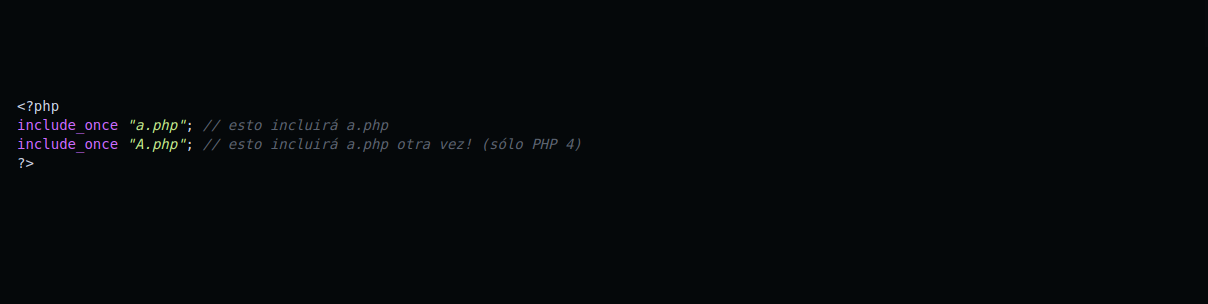 <?php
include_once "a.php"; // esto incluirá a.php
include_once "A.php"; // esto incluirá a.php otra vez! (sólo PHP 4)
?>